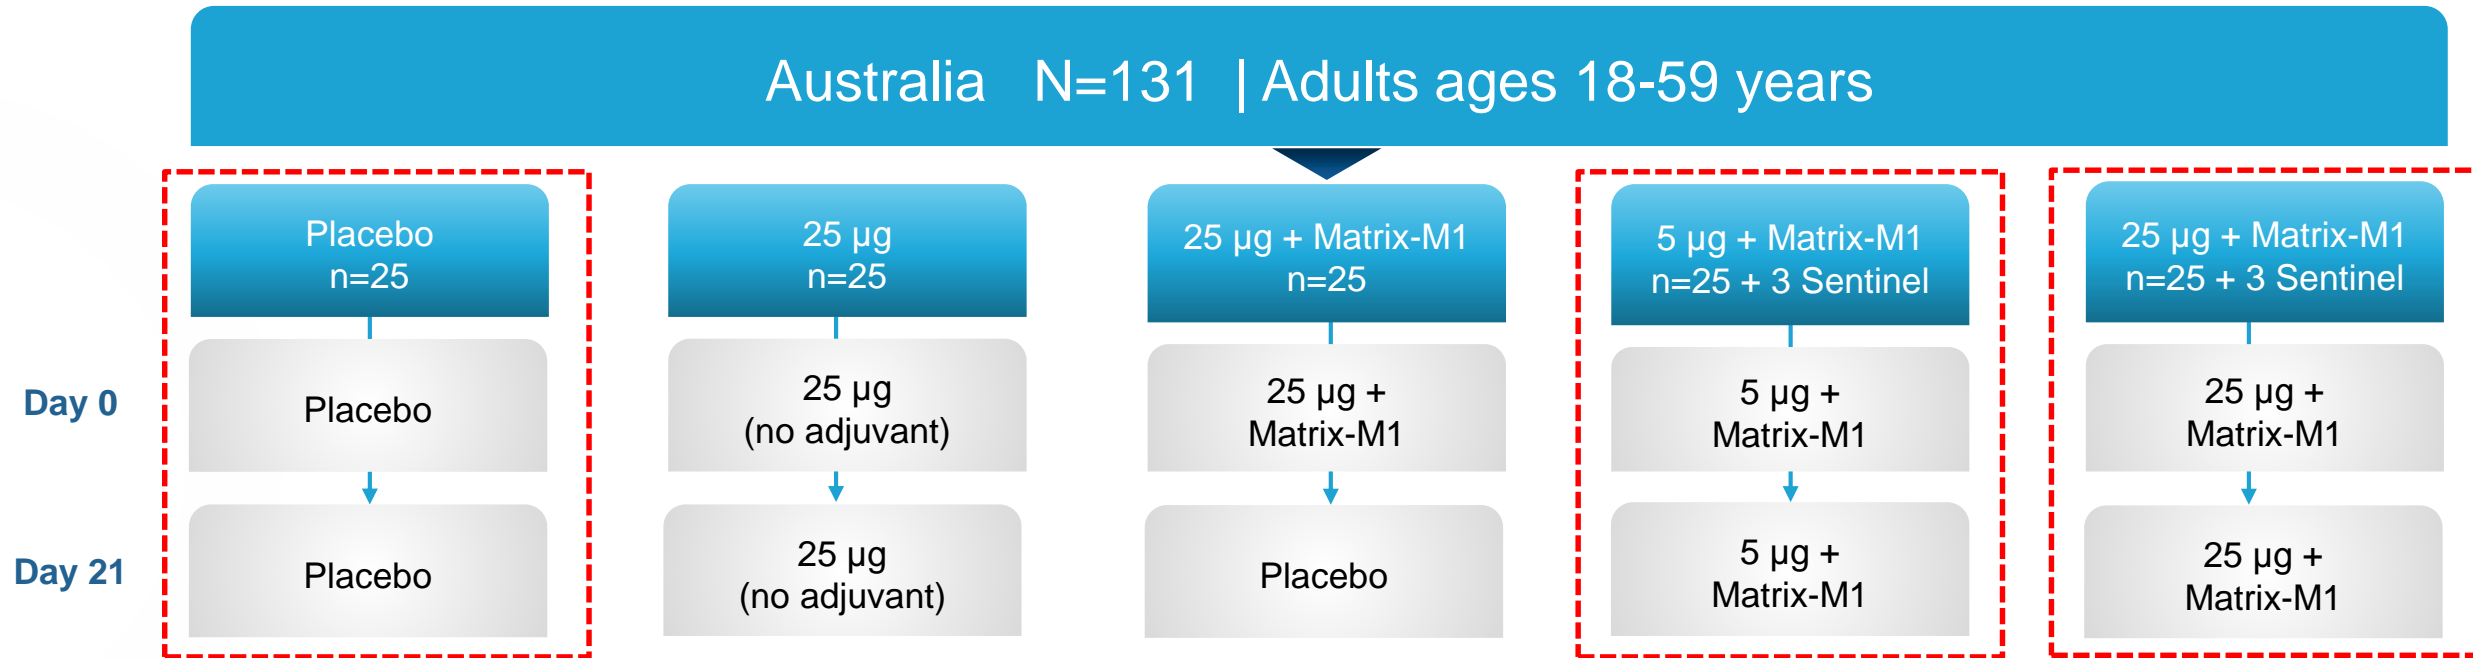 Australia   N=131  | Adults ages 18-59 years
Placebo
n=25
25 µg
n=25
25 µg + Matrix-M1
n=25
5 µg + Matrix-M1
n=25 + 3 Sentinel
25 µg + Matrix-M1
n=25 + 3 Sentinel
Day 0
Placebo
25 µg
(no adjuvant)
25 µg +
Matrix-M1
5 µg +
Matrix-M1
25 µg +
Matrix-M1
Day 21
Placebo
25 µg
(no adjuvant)
Placebo
5 µg +
Matrix-M1
25 µg +
Matrix-M1